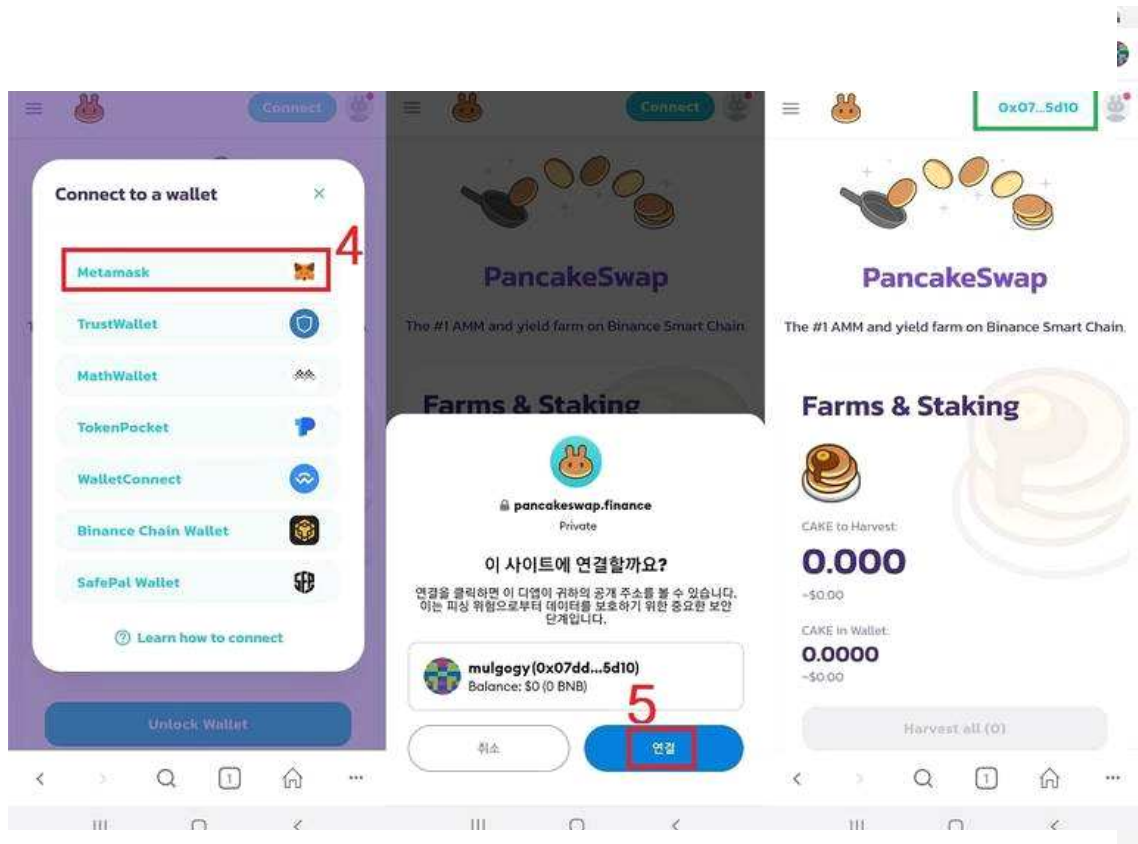 Connect
Connect to a wallet
4
Metamask
TrustWallet
MathWallet
TokenPocket
WalletConnect
Binance Chain Wallet
SafePal Wallet
Learn how to connect
Unlock Wallet
1
Connect
PancakeSwap
The #1 AMM and yield farm on Binance Smart Chain.
Farms & Staking
pancakeswap.finance
Private
이 사이트에 연결할까요?
연결을 클릭하면 이 디앱이 귀하의 공개 주소를 볼 수 있습니다.
이는 피싱 위험으로부터 데이터를 보호하기 위한 중요한 보안
단계입니다.
mulgogy (0x07dd...5d10)
Balance: $0 (0 BNB)
5
취소
연결
0x07...5d10
PancakeSwap
The #1 AMM and yield farm on Binance Smart Chain.
Farms & Staking
CAKE to Harvest:
0.000
~$0.00
CAKE in Wallet:
0.0000
~$0.00
Harvest all (0)
1